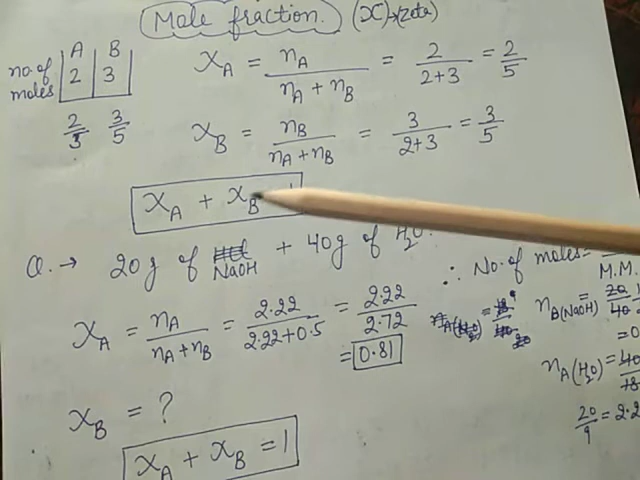 Mole fraction. (x)→(zeta)
A B
no. of moles 2 3
2/5 3/5
x_A = n_A / (n_A + n_B) = 2 / (2+3) = 2/5
x_B = n_B / (n_A + n_B) = 3 / (2+3) = 3/5
x_A + x_B
Q. → 20g of NaOH + 40g of H₂O.
∴ No. of moles =
M.M.
x_A = n_A / (n_A + n_B) = 2.22 / (2.22+0.5) = 2.22 / 2.72
= 0.81
n_B(NaOH) = 20/40
= 0
n_A(H₂O) = 40/18
20/9 = 2.2
x_B = ?
x_A + x_B = 1